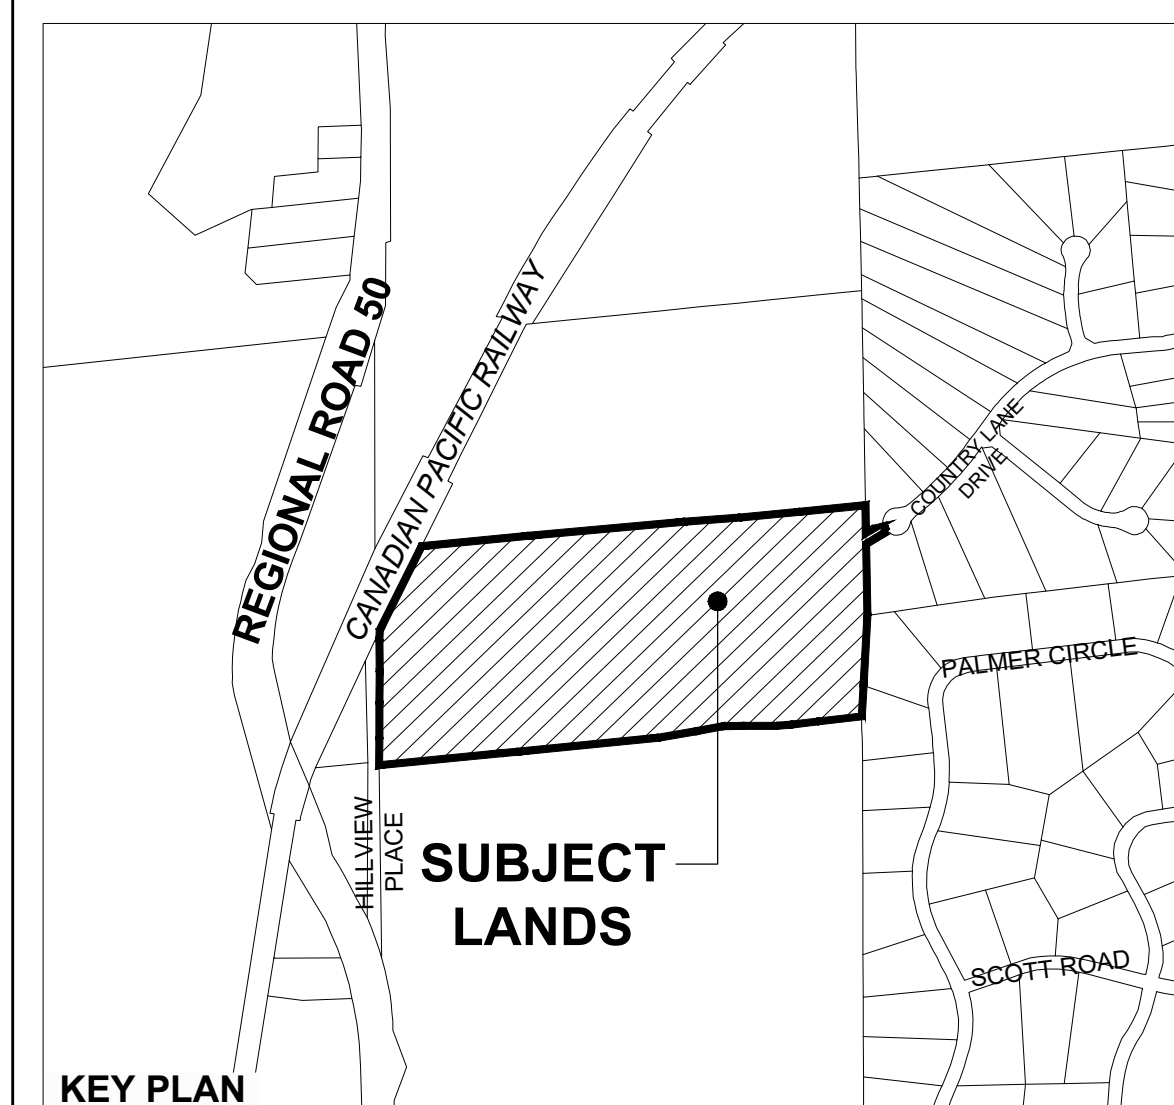 REGIONAL ROAD 50
CANADIAN PACIFIC RAILWAY
COUNTRY LANE
DRIVE
PALMER CIRCLE
HILLVIEW
PLACE
SUBJECT
LANDS
SCOTT ROAD
KEY PLAN